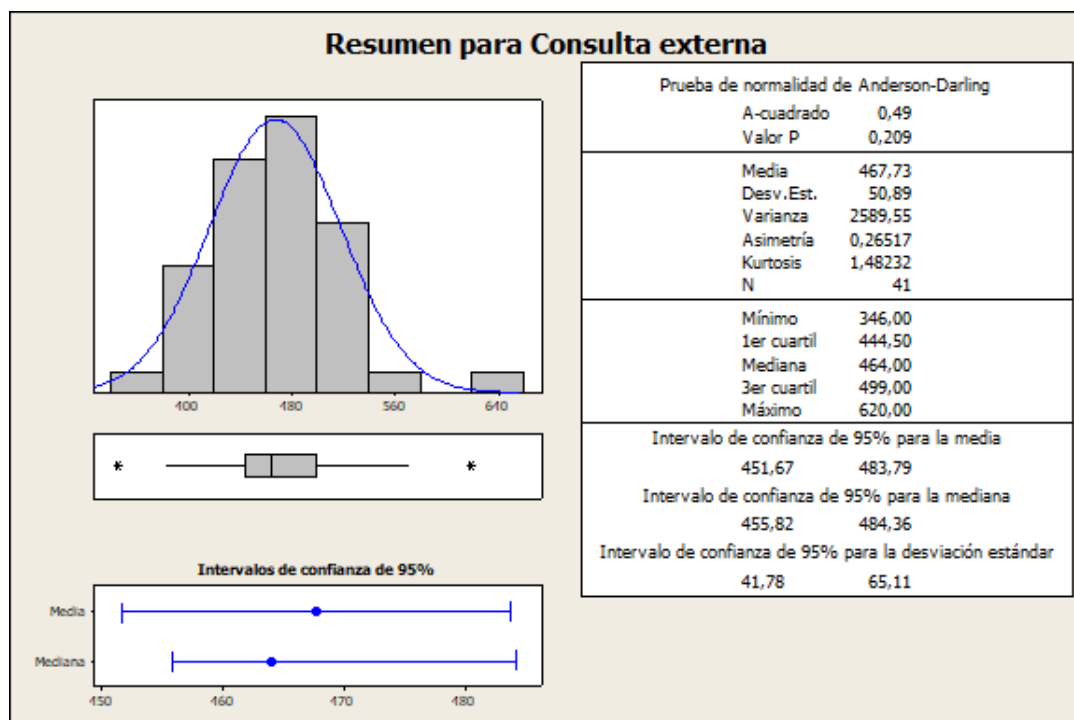 Resumen para Consulta externa
400 480 560 640
* *
Intervalos de confianza de 95%
Media
Mediana
450 460 470 480
Prueba de normalidad de Anderson-Darling
A-cuadrado 0,49
Valor P 0,209
Media 467,73
Desv.Est. 50,89
Varianza 2589,55
Asimetría 0,26517
Kurtosis 1,48232
N 41
Mínimo 346,00
1er cuartil 444,50
Mediana 464,00
3er cuartil 499,00
Máximo 620,00
Intervalo de confianza de 95% para la media
451,67 483,79
Intervalo de confianza de 95% para la mediana
455,82 484,36
Intervalo de confianza de 95% para la desviación estándar
41,78 65,11